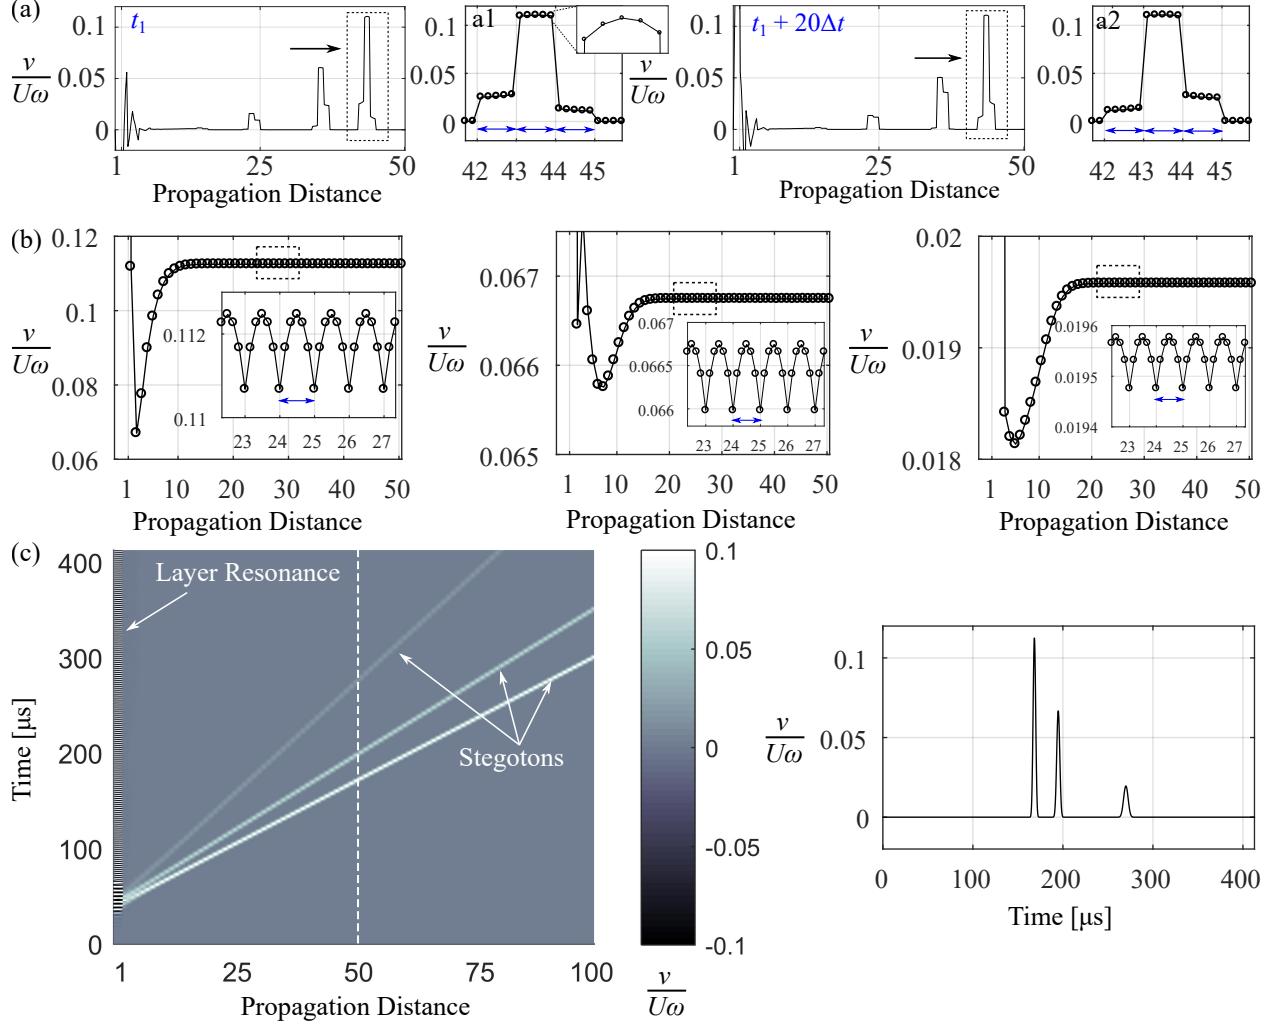 (a)
t₁
a1
t₁ + 20Δt
a2
v/Uω
0.1
0.05
0
1 25 50
Propagation Distance
0.1
0.05
0
42 43 44 45
v/Uω
0.1
0.05
0
1 25 50
Propagation Distance
0.1
0.05
0
42 43 44 45
(b)
v/Uω
0.12
0.1
0.08
0.06
1 10 20 30 40 50
Propagation Distance
0.112
0.11
23 24 25 26 27
v/Uω
0.067
0.066
0.065
1 10 20 30 40 50
Propagation Distance
0.067
0.0665
0.066
23 24 25 26 27
v/Uω
0.02
0.019
0.018
1 10 20 30 40 50
Propagation Distance
0.0196
0.0195
0.0194
23 24 25 26 27
(c)
Time [μs]
400
300
200
100
0
1 25 50 75 100
Propagation Distance
Layer Resonance
Stegotons
0.1
0.05
0
-0.05
-0.1
v/Uω
v/Uω
0.1
0.05
0
0 100 200 300 400
Time [μs]